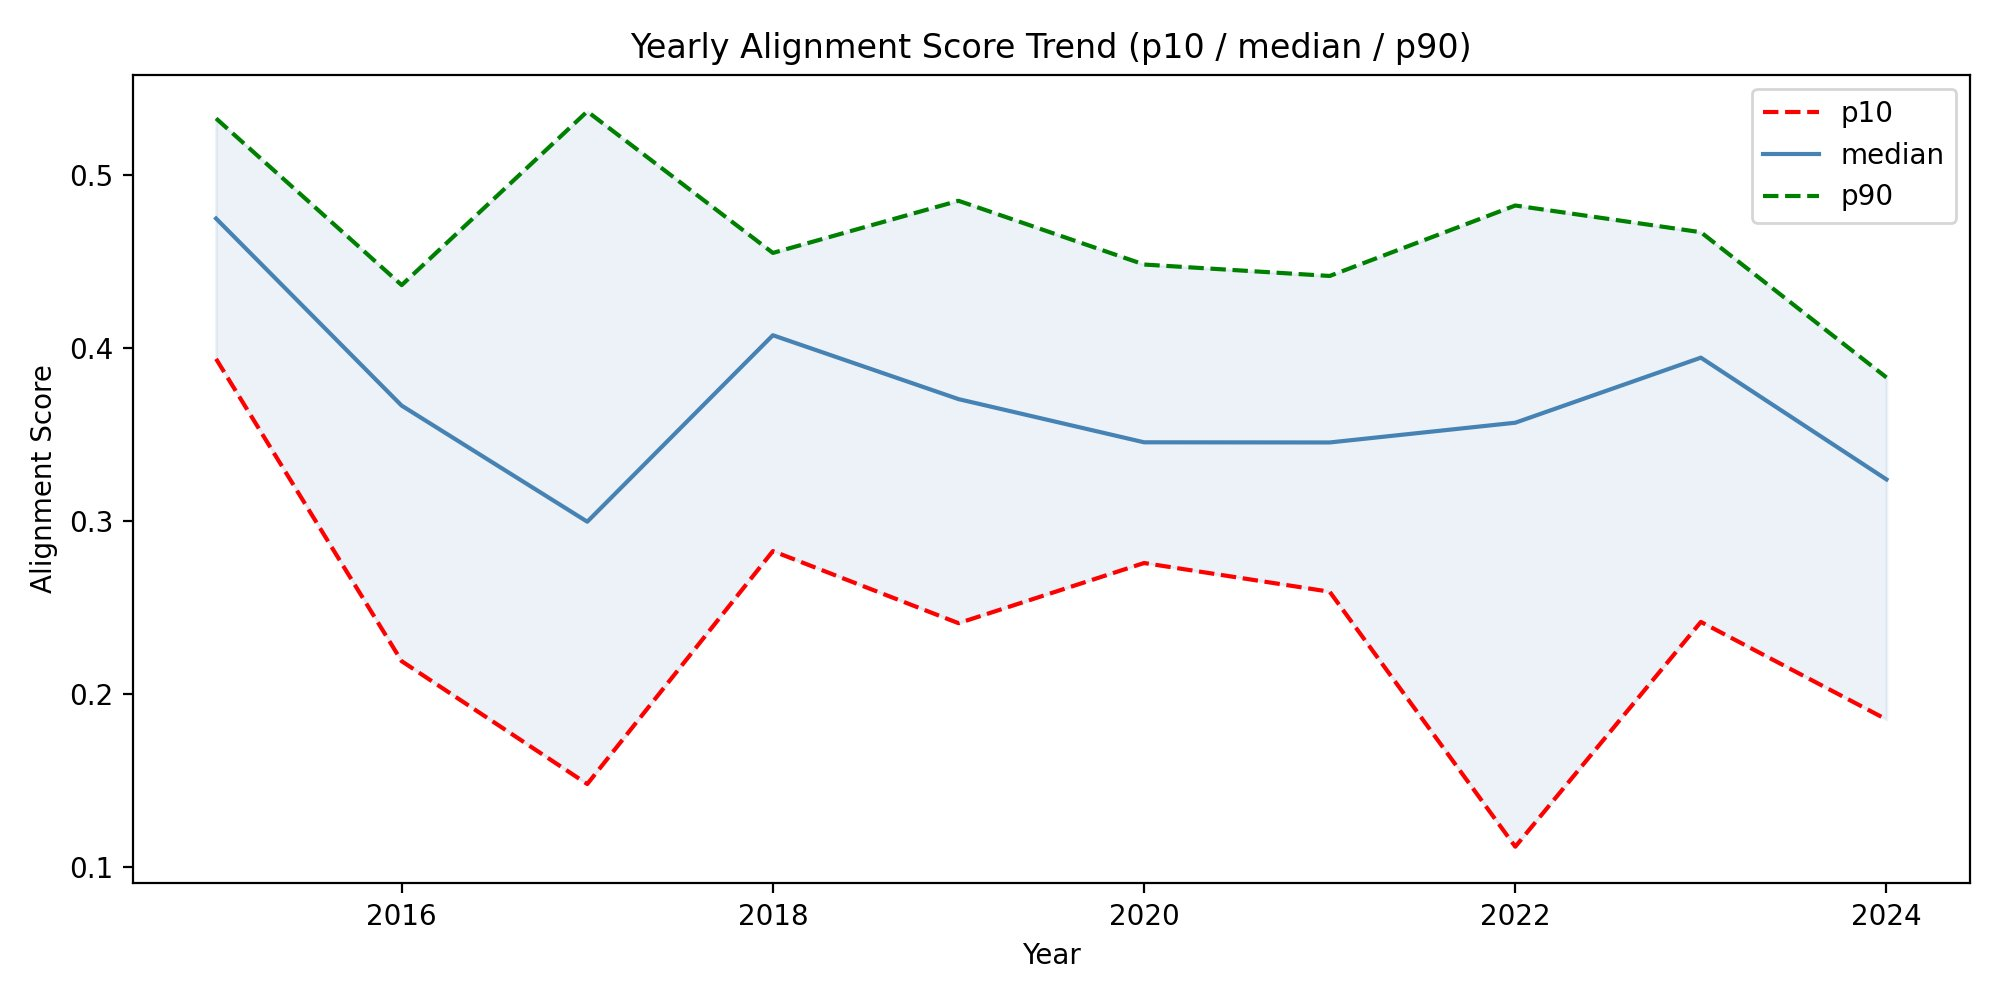 Yearly Alignment Score Trend (p10 / median / p90)
p10
median
p90
Alignment Score
0.5
0.4
0.3
0.2
0.1
2016
2018
2020
2022
2024
Year